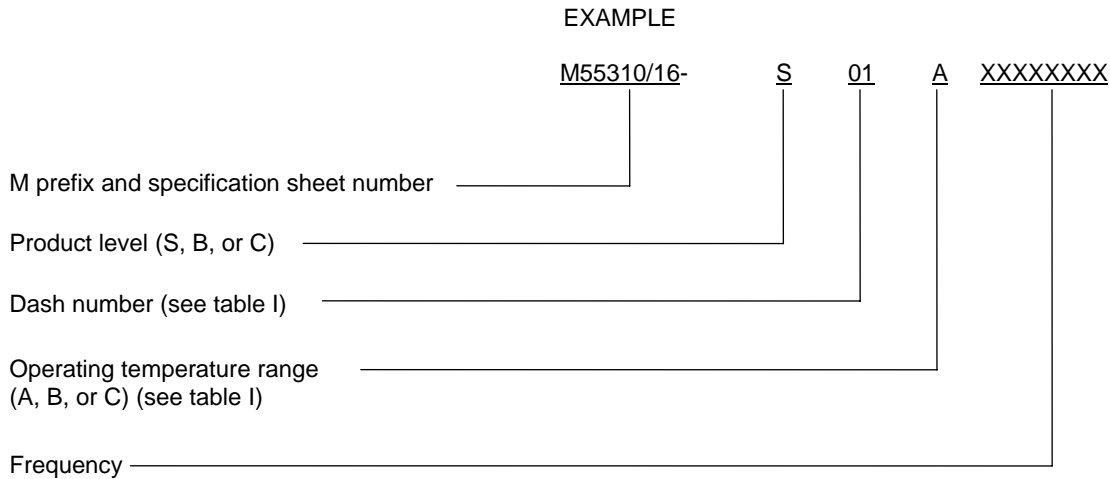 EXAMPLE
M55310/16- S 01 A XXXXXXXX
M prefix and specification sheet number
Product level (S, B, or C)
Dash number (see table I)
Operating temperature range
(A, B, or C) (see table I)
Frequency